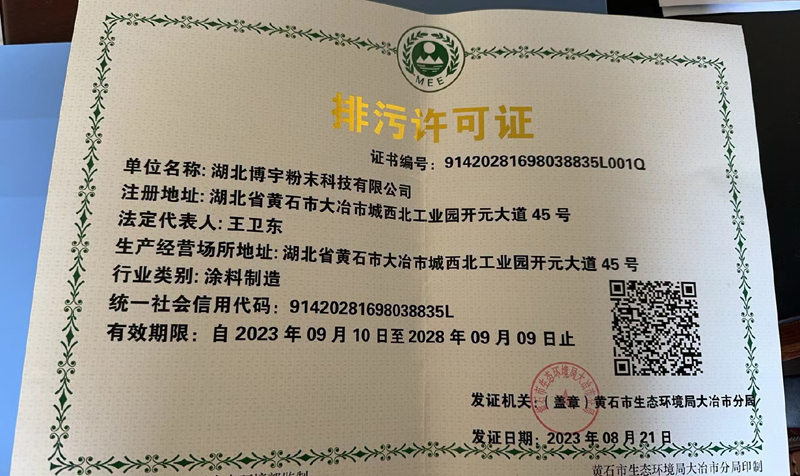 MEE
排污许可证
证书编号：91420281698038835L001Q
单位名称：湖北博宇粉末科技有限公司
注册地址：湖北省黄石市大冶市城西北工业园开元大道45号
法定代表人：王卫东
生产经营场所地址：湖北省黄石市大冶市城西北工业园开元大道45号
行业类别：涂料制造
统一社会信用代码：91420281698038835L
有效期限：自2023年09月10日至2028年09月09日止
发证机关：（盖章）黄石市生态环境局大冶市分局
发证日期：2023年08月21日
黄石市生态环境局大冶市分局印制